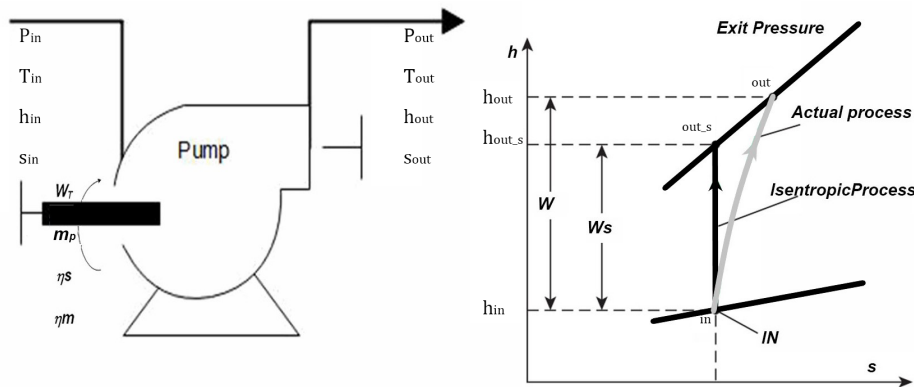 Pin
Tin
hin
sin
WT
mp
ηs
ηm
Pump
Pout
Tout
hout
sout
Exit Pressure
h
out
hout
Actual process
out_s
hout_s
IsentropicProcess
W
Ws
hin
in
IN
s